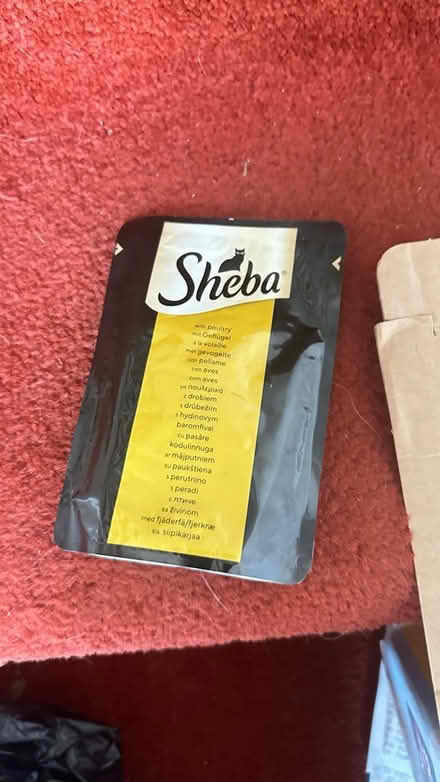 Sheba®
with poultry
mit Geflügel
à la volaille
met gevogelte
con pollame
con aves
com aves
με πουλερικά
z drobiem
s drůbežím
s hydinovým
baromfival
cu pasăre
kodulinnuga
ar mājputniem
su paukštiena
s perutnino
s peradi
с птиче
sa živinom
med fjäderfä/fjerkræ
sis. siipikarjaa